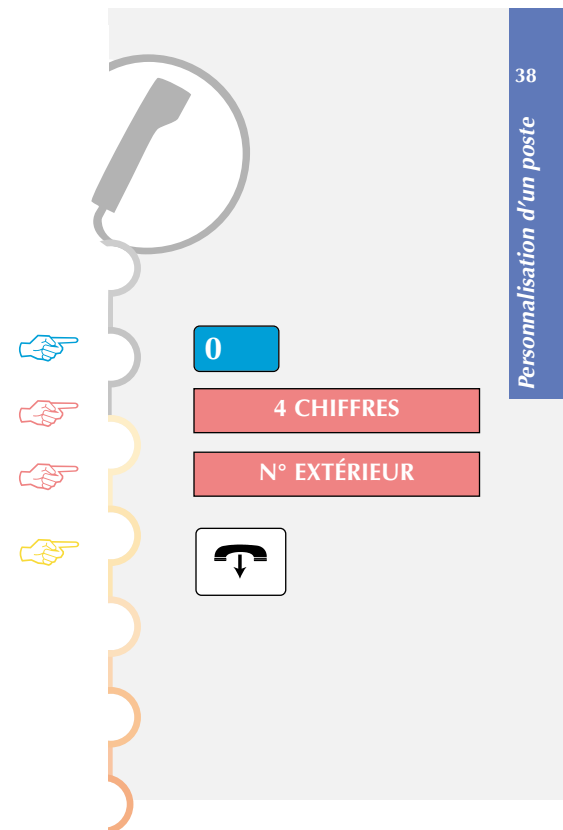 38
Personnalisation d'un poste
0
4 CHIFFRES
N° EXTÉRIEUR